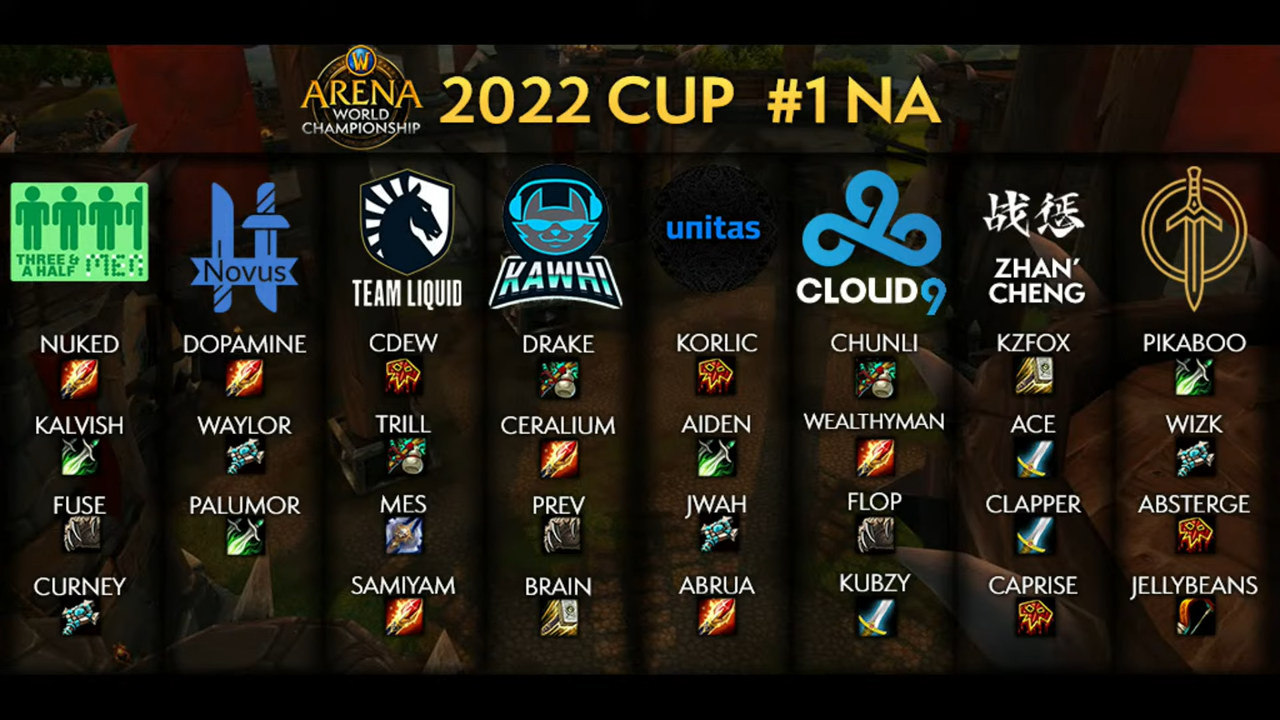 ARENA
WORLD
CHAMPIONSHIP
2022 CUP #1 NA
THREE &
A HALF MEN
Novus
TEAM LIQUID
KAWHI
unitas
CLOUD9
战惩
ZHAN'
CHENG
NUKED
KALVISH
FUSE
CURNEY
DOPAMINE
WAYLOR
PALUMOR
CDEW
TRILL
MES
SAMIYAM
DRAKE
CERALIUM
PREV
BRAIN
KORLIC
AIDEN
JWAH
ABRUA
CHUNLI
WEALTHYMAN
FLOP
KUBZY
KZFOX
ACE
CLAPPER
CAPRISE
PIKABOO
WIZK
ABSTERGE
JELLYBEANS